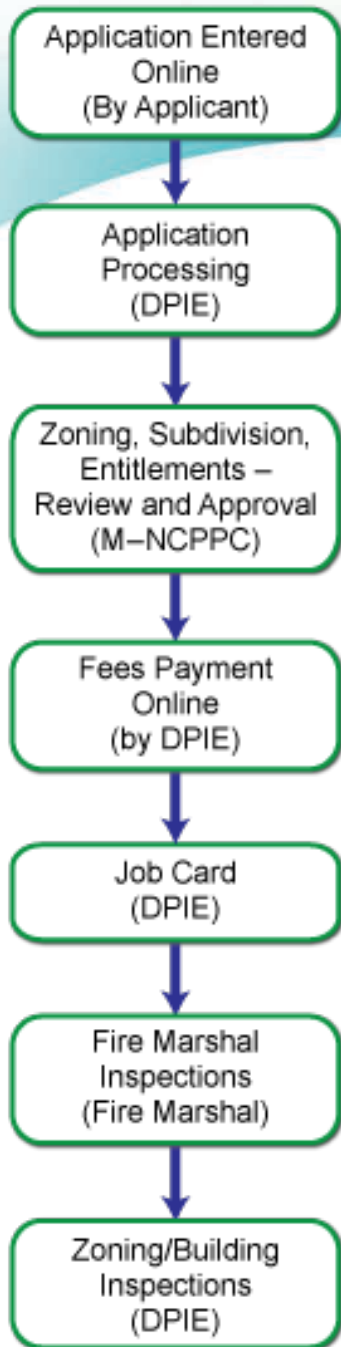 Application Entered
Online
(By Applicant)
Application
Processing
(DPIE)
Zoning, Subdivision,
Entitlements –
Review and Approval
(M–NCPPC)
Fees Payment
Online
(by DPIE)
Job Card
(DPIE)
Fire Marshal
Inspections
(Fire Marshal)
Zoning/Building
Inspections
(DPIE)